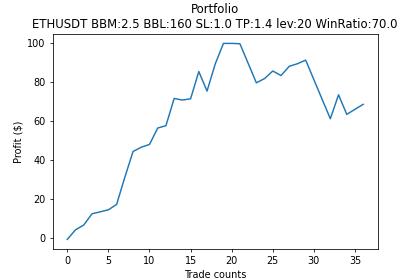 Portfolio
ETHUSDT BBM:2.5 BBL:160 SL:1.0 TP:1.4 lev:20 WinRatio:70.0
100
80
60
40
20
0
Profit ($)
0 5 10 15 20 25 30 35
Trade counts